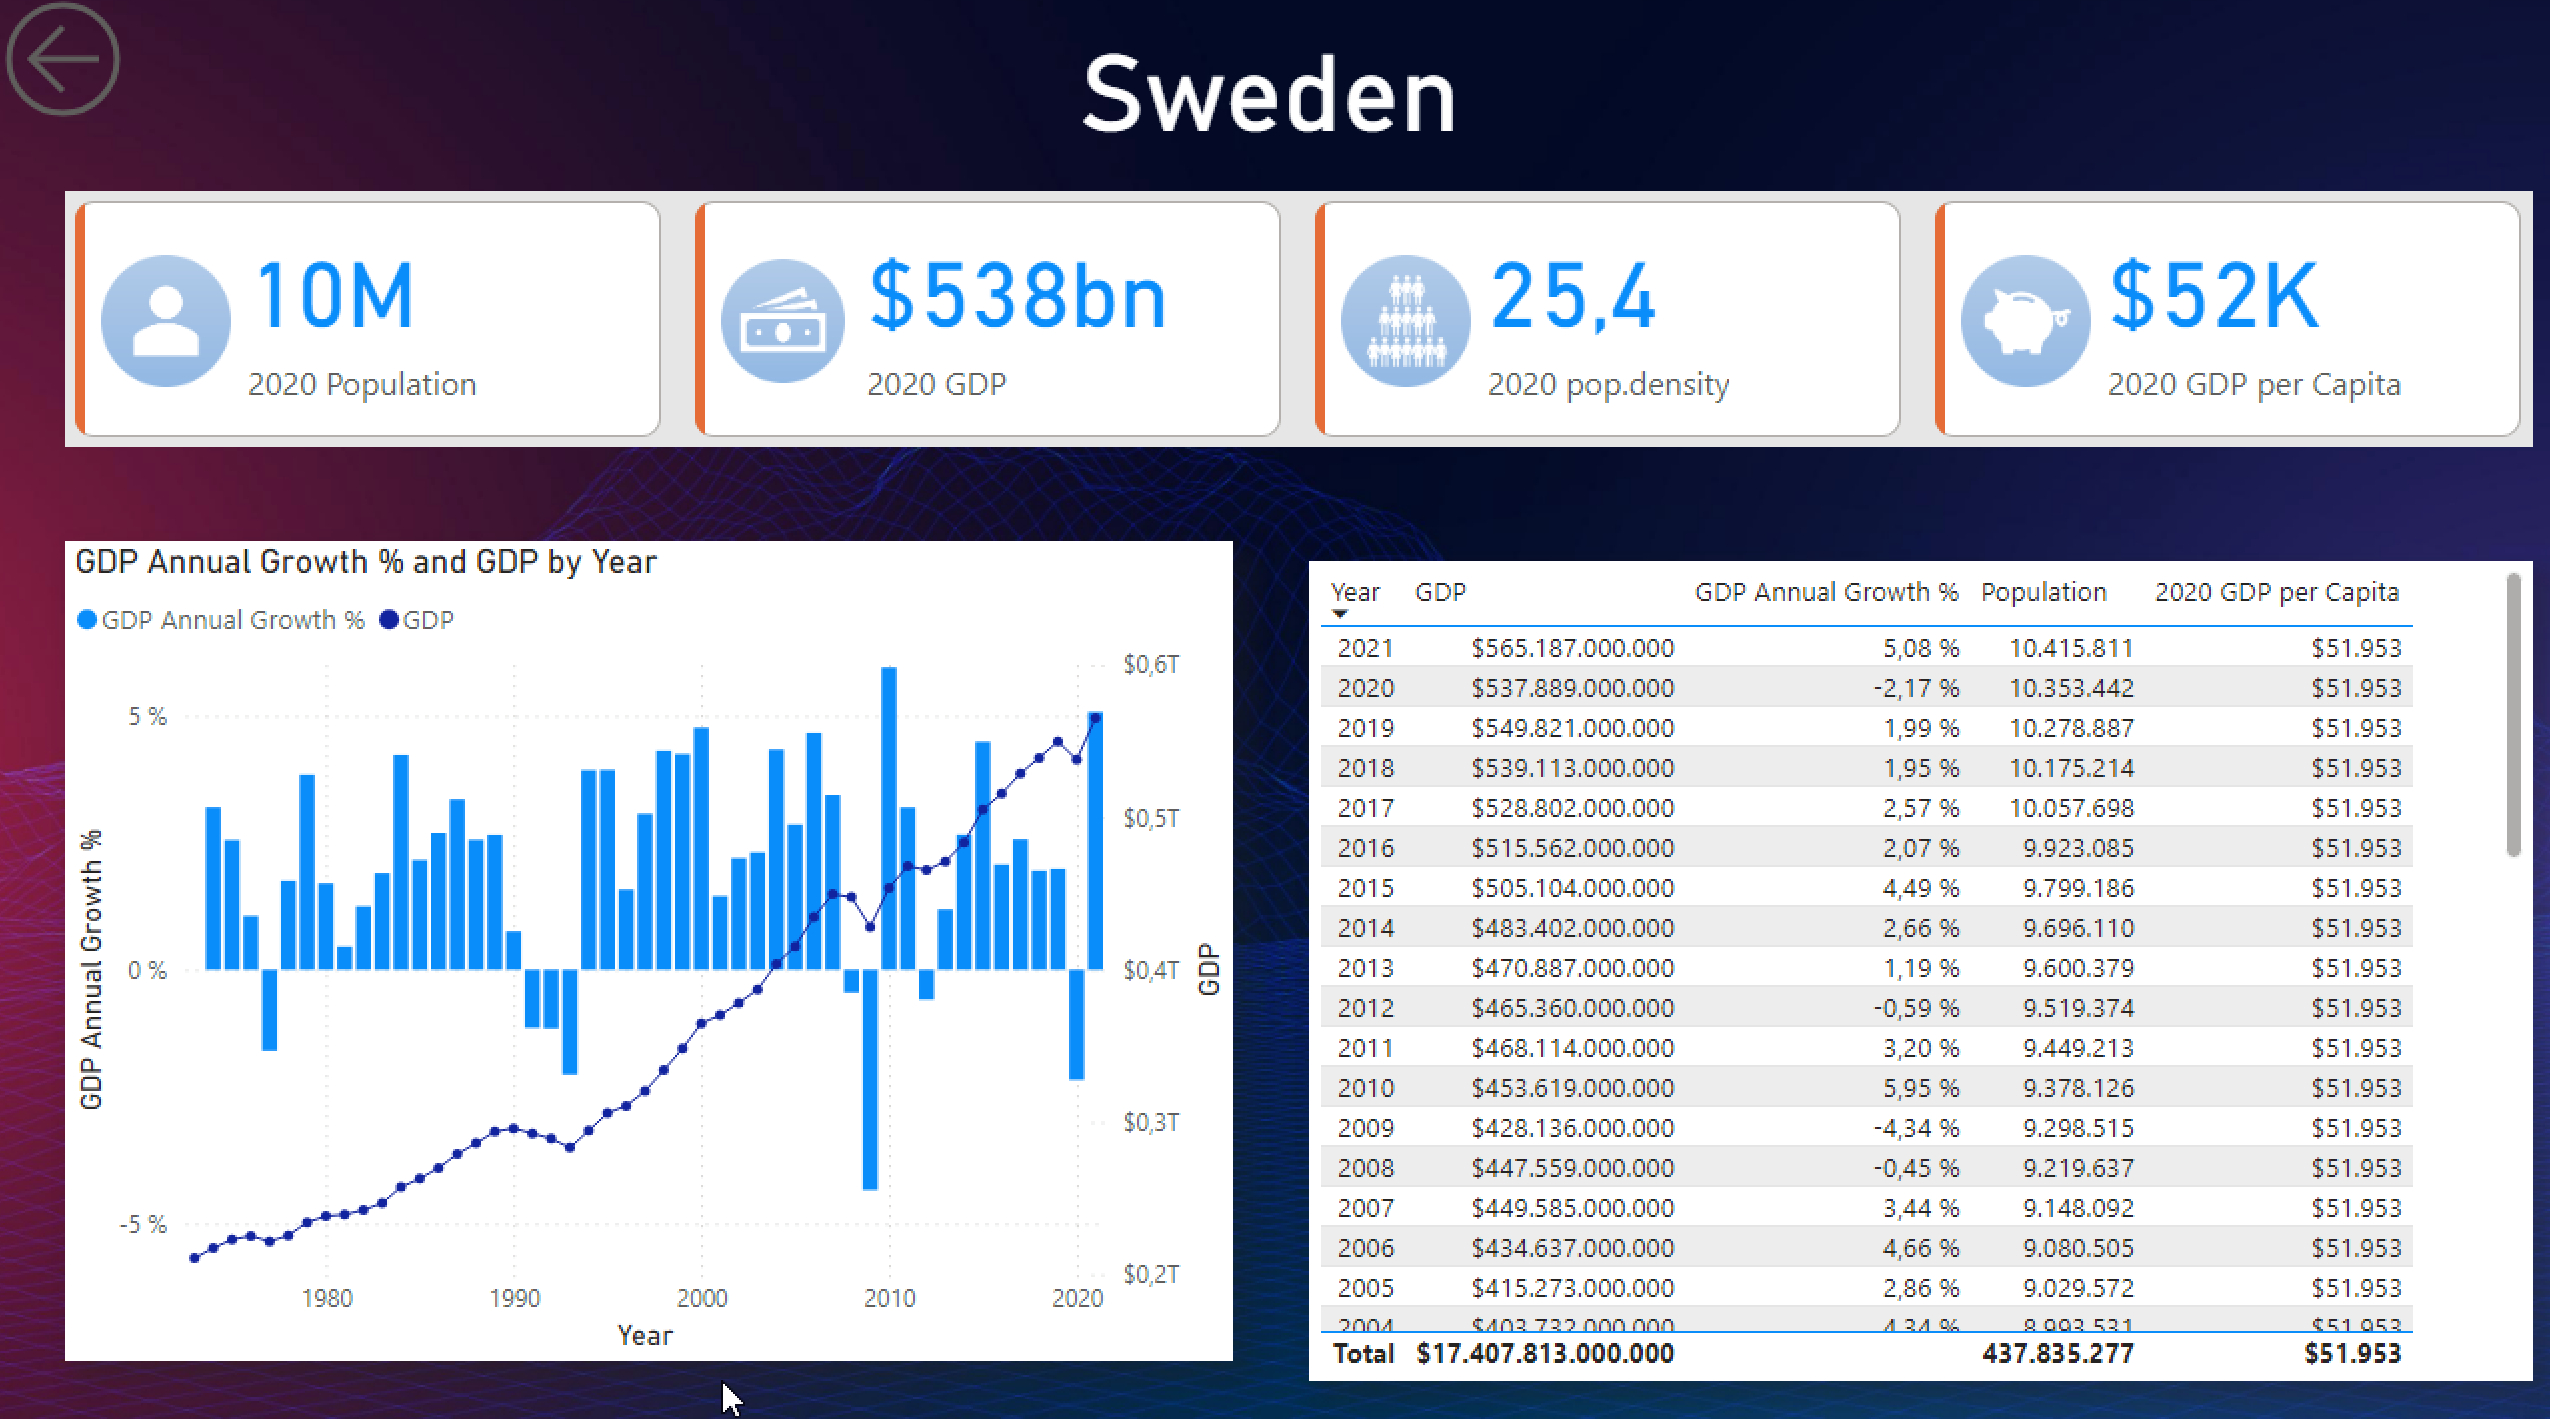 Sweden
10M
2020 Population
$538bn
2020 GDP
25,4
2020 pop.density
$52K
2020 GDP per Capita
GDP Annual Growth % and GDP by Year
GDP Annual Growth % GDP
5 %
0 %
-5 %
GDP Annual Growth %
$0,6T
$0,5T
$0,4T
$0,3T
$0,2T
GDP
1980 1990 2000 2010 2020
Year
Year GDP GDP Annual Growth % Population 2020 GDP per Capita
2021 $565.187.000.000 5,08 % 10.415.811 $51.953
2020 $537.889.000.000 -2,17 % 10.353.442 $51.953
2019 $549.821.000.000 1,99 % 10.278.887 $51.953
2018 $539.113.000.000 1,95 % 10.175.214 $51.953
2017 $528.802.000.000 2,57 % 10.057.698 $51.953
2016 $515.562.000.000 2,07 % 9.923.085 $51.953
2015 $505.104.000.000 4,49 % 9.799.186 $51.953
2014 $483.402.000.000 2,66 % 9.696.110 $51.953
2013 $470.887.000.000 1,19 % 9.600.379 $51.953
2012 $465.360.000.000 -0,59 % 9.519.374 $51.953
2011 $468.114.000.000 3,20 % 9.449.213 $51.953
2010 $453.619.000.000 5,95 % 9.378.126 $51.953
2009 $428.136.000.000 -4,34 % 9.298.515 $51.953
2008 $447.559.000.000 -0,45 % 9.219.637 $51.953
2007 $449.585.000.000 3,44 % 9.148.092 $51.953
2006 $434.637.000.000 4,66 % 9.080.505 $51.953
2005 $415.273.000.000 2,86 % 9.029.572 $51.953
2004 $403.732.000.000 4,34 % 8.993.531 $51.953
Total $17.407.813.000.000 437.835.277 $51.953